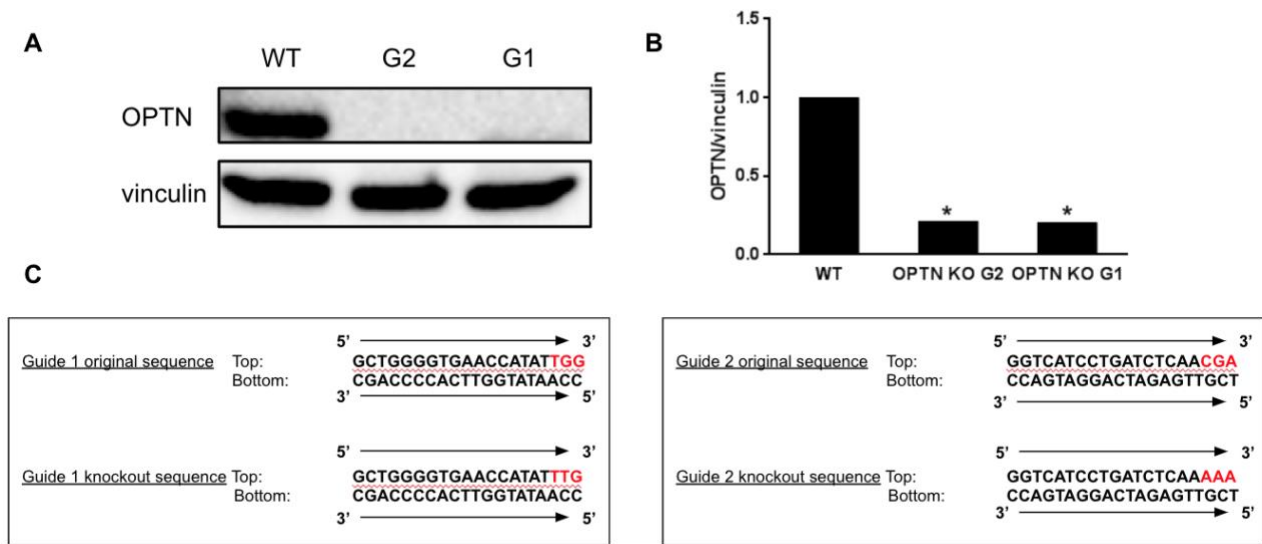 A
WT G2 G1
OPTN
vinculin
B
OPTN/vinculin
1.5
1.0
0.5
0.0
* *
WT OPTN KO G2 OPTN KO G1
C
5’ 3’
Guide 1 original sequence Top: GCTGGGGTGAACCATATTGG
Bottom: CGACCCCACTTGGTATAACC
3’ 5’
5’ 3’
Guide 1 knockout sequence Top: GCTGGGGTGAACCATATTTG
Bottom: CGACCCCACTTGGTATAACC
3’ 5’
5’ 3’
Guide 2 original sequence Top: GGTCATCCTGATCTCAACGA
Bottom: CCAGTAGGACTAGAGTTGCT
3’ 5’
5’ 3’
Guide 2 knockout sequence Top: GGTCATCCTGATCTCAAAAA
Bottom: CCAGTAGGACTAGAGTTGCT
3’ 5’